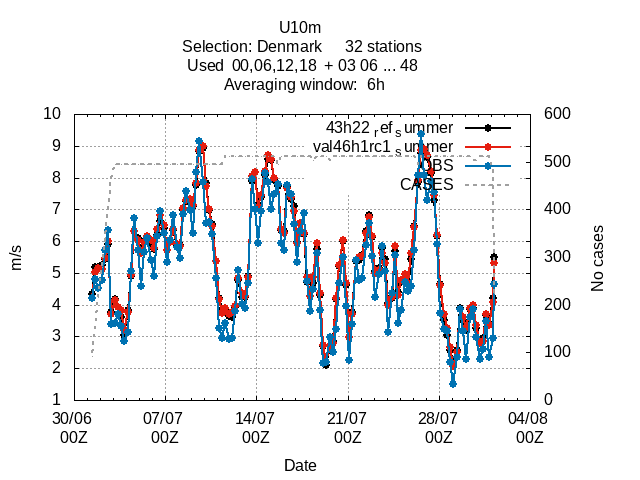 U10m
Selection: Denmark 32 stations
Used 00,06,12,18 + 03 06 ... 48
Averaging window: 6h
10
9
8
7
6
5
4
3
2
1
600
500
400
300
200
100
0
m/s
No cases
43h22_ref_summer
val46h1rc1_summer
OBS
CASES
30/06 00Z
07/07 00Z
14/07 00Z
21/07 00Z
28/07 00Z
04/08 00Z
Date